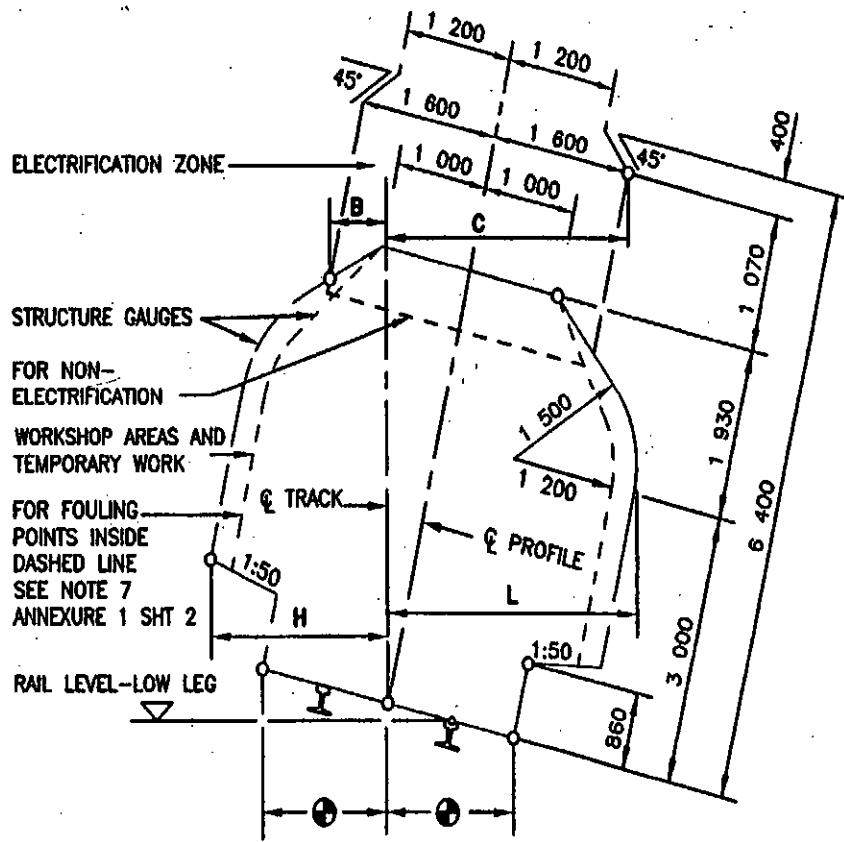 1 200
1 200
45°
1 600
1 600
45°
400
ELECTRIFICATION ZONE
1 000
1 000
B
C
1 070
STRUCTURE GAUGES
FOR NON-
ELECTRIFICATION
1 500
1 930
WORKSHOP AREAS AND
TEMPORARY WORK
1 200
6 400
℄ TRACK
FOR FOULING
POINTS INSIDE
DASHED LINE
SEE NOTE 7
ANNEXURE 1 SHT 2
℄ PROFILE
1:50
H
L
1:50
3 000
RAIL LEVEL-LOW LEG
860